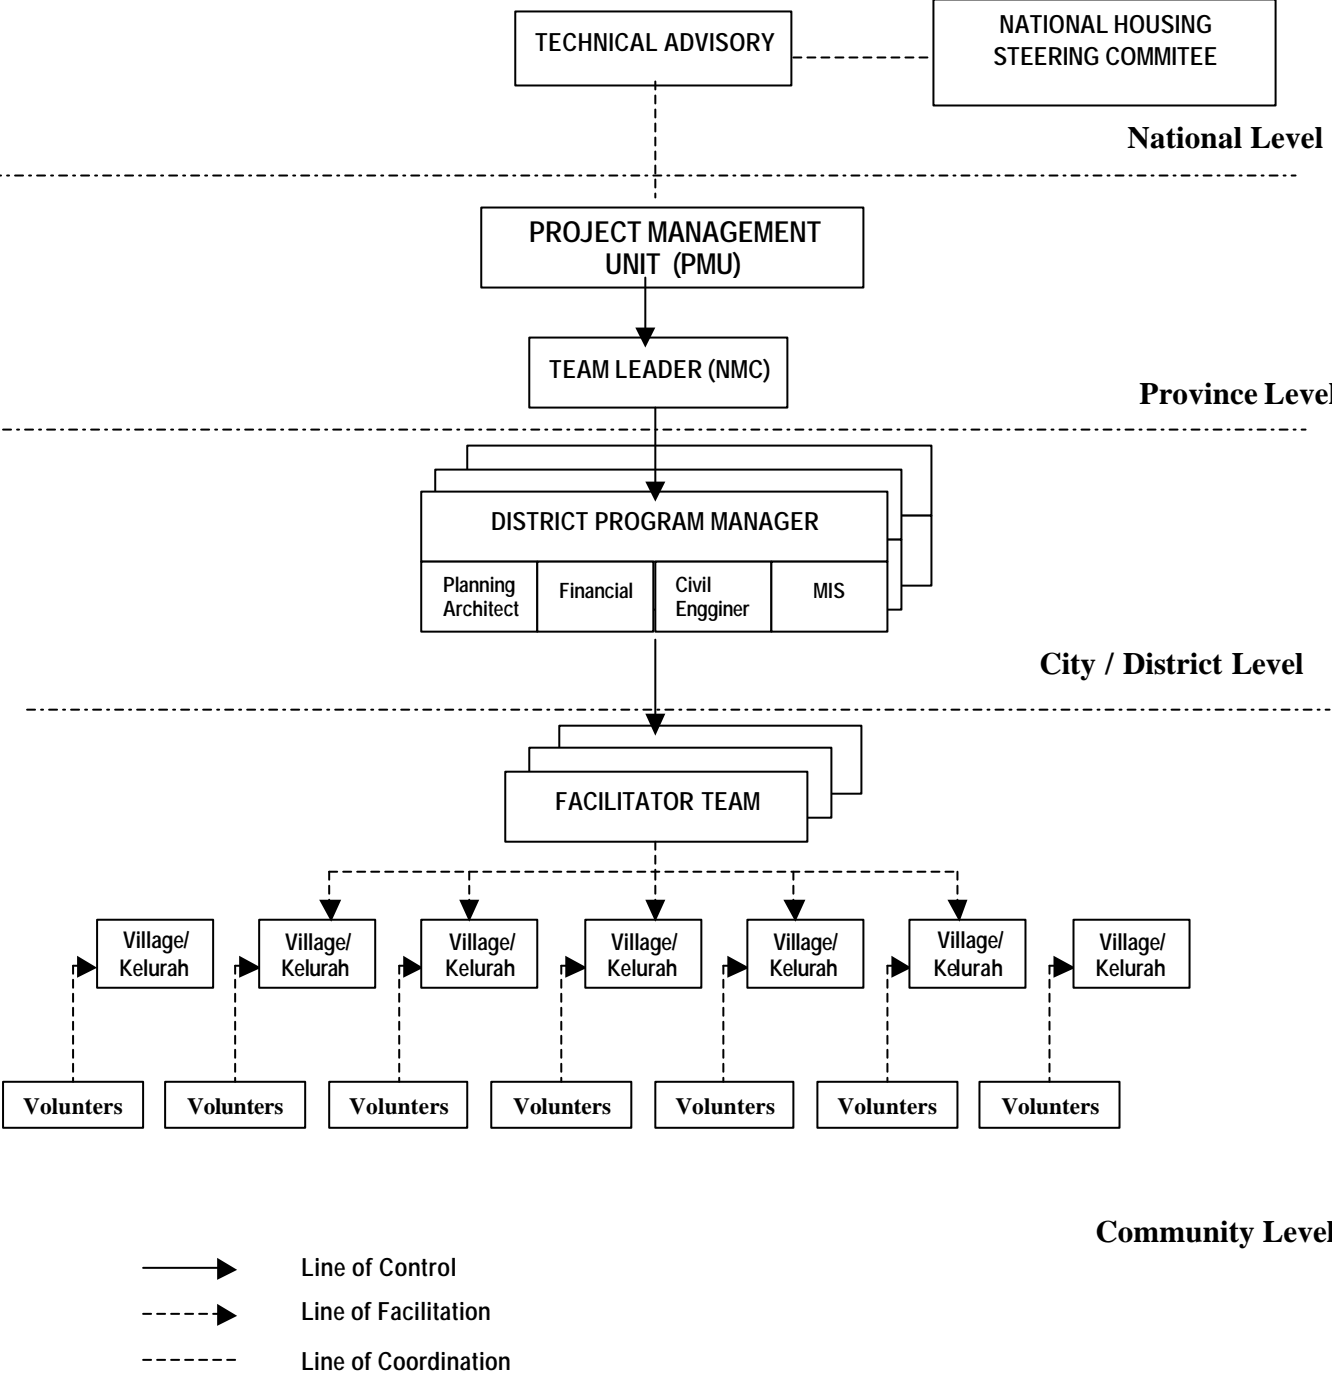 TECHNICAL ADVISORY
NATIONAL HOUSING
STEERING COMMITEE
National Level
PROJECT MANAGEMENT
UNIT (PMU)
TEAM LEADER (NMC)
Province Level
DISTRICT PROGRAM MANAGER
Planning
Architect
Financial
Civil
Engginer
MIS
City / District Level
FACILITATOR TEAM
Village/
Kelurah
Village/
Kelurah
Village/
Kelurah
Village/
Kelurah
Village/
Kelurah
Village/
Kelurah
Village/
Kelurah
Volunters
Volunters
Volunters
Volunters
Volunters
Volunters
Volunters
Community Level
Line of Control
Line of Facilitation
Line of Coordination